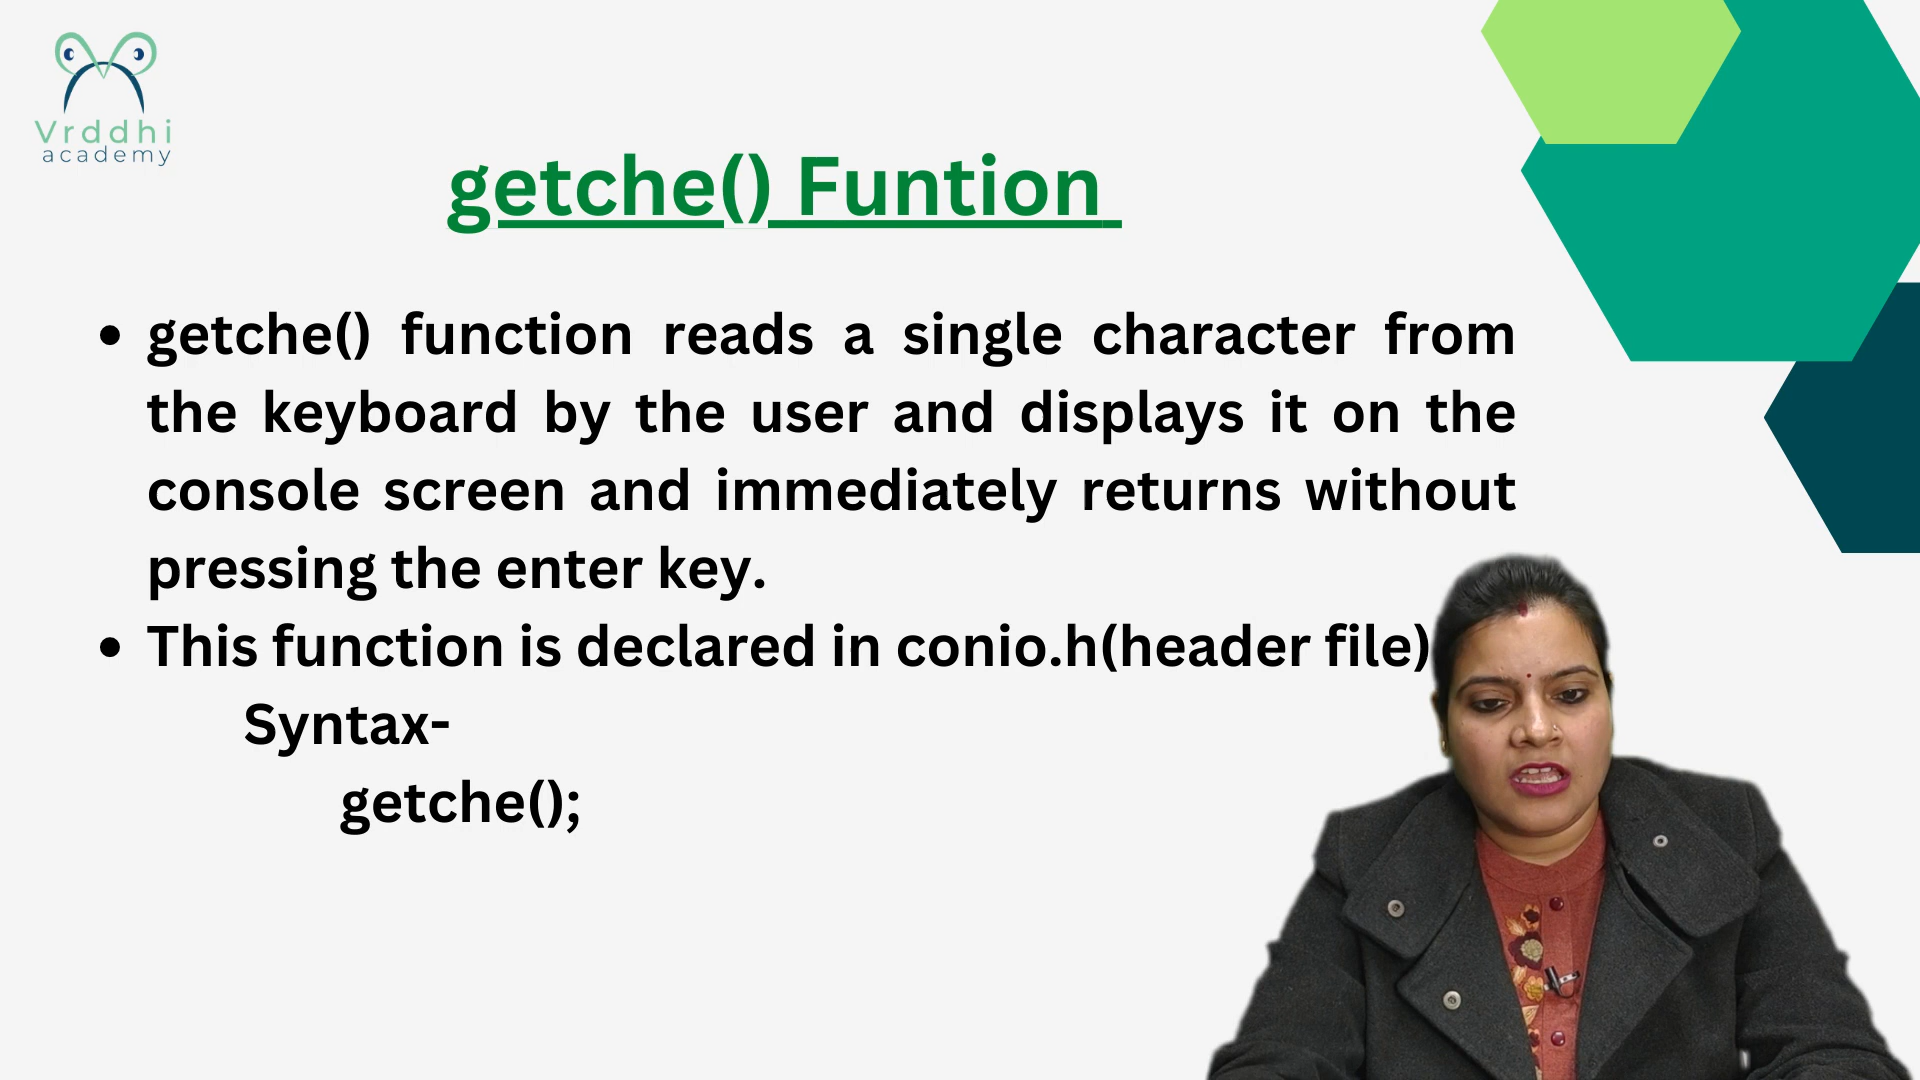 Vrddhi
academy
getche() Funtion
• getche() function reads a single character from
the keyboard by the user and displays it on the
console screen and immediately returns without
pressing the enter key.
• This function is declared in conio.h(header file)
Syntax-
getche();